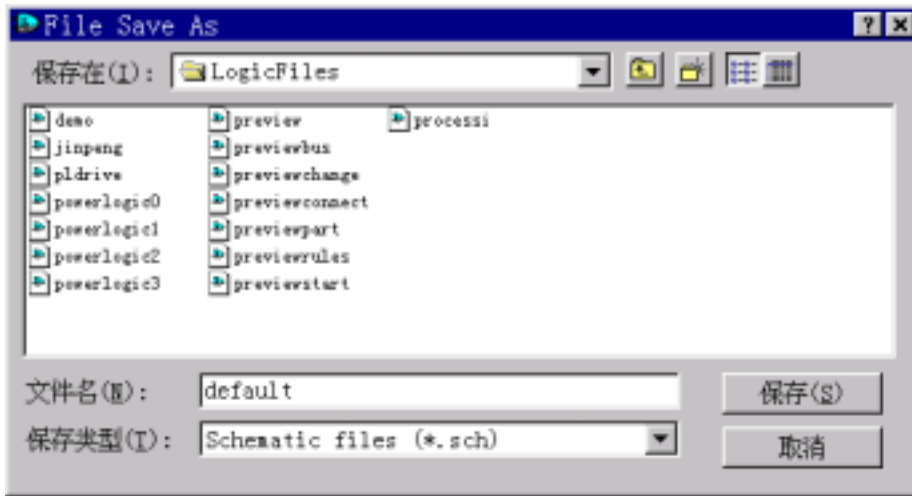 File Save As
保存在(I): LogicFiles
demo
jinpeng
pldrive
powerlogic0
powerlogic1
powerlogic2
powerlogic3
preview
previewbus
previewchange
previewconnect
previewpart
previewrules
previewstart
processi
文件名(N): default 保存(S)
保存类型(T): Schematic files (*.sch) 取消